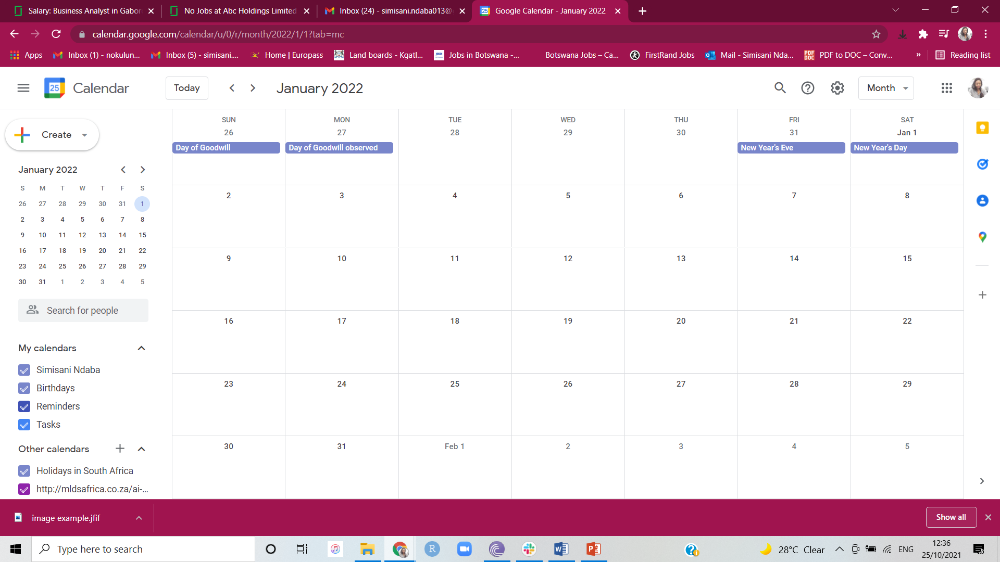 Salary: Business Analyst in Gabor
No Jobs at Abc Holdings Limited
Inbox (24) - simisani.ndaba013@
Google Calendar - January 2022
calendar.google.com/calendar/u/0/r/month/2022/1/1?tab=mc
Apps
Inbox (1) - nokulun...
Inbox (5) - simisani....
Home | Europass
Land boards - Kgatl...
Jobs in Botswana -...
Botswana Jobs – Ca...
FirstRand Jobs
Mail - Simisani Nda...
PDF DOC
PDF to DOC – Conv...
»
Reading list
25
Calendar
Today
January 2022
Month
Create
January 2022
S M T W T F S
26 27 28 29 30 31 1
2 3 4 5 6 7 8
9 10 11 12 13 14 15
16 17 18 19 20 21 22
23 24 25 26 27 28 29
30 31 1 2 3 4 5
Search for people
My calendars
Simisani Ndaba
Birthdays
Reminders
Tasks
Other calendars
Holidays in South Africa
http://mldsafrica.co.za/ai-...
SUN MON TUE WED THU FRI SAT
26 27 28 29 30 31 Jan 1
Day of Goodwill
Day of Goodwill observed
New Year's Eve
New Year's Day
2 3 4 5 6 7 8
9 10 11 12 13 14 15
16 17 18 19 20 21 22
23 24 25 26 27 28 29
30 31 Feb 1 2 3 4 5
image example.jfif
Show all
Type here to search
28°C Clear
ENG
12:36
25/10/2021